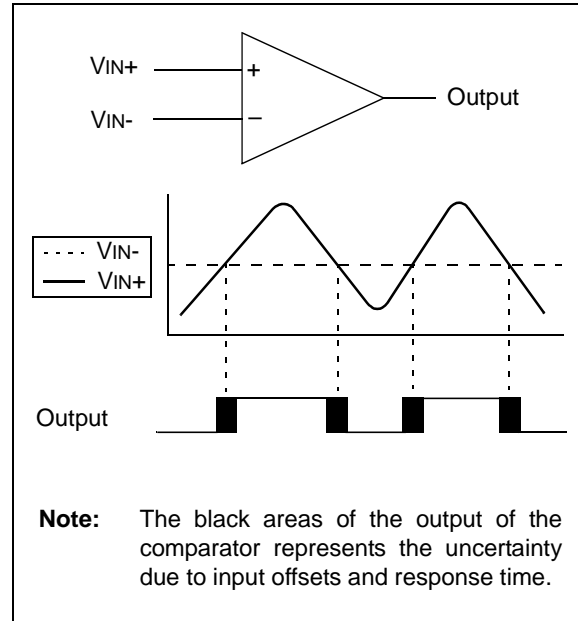 VIN+
+
Output
VIN-
–
VIN-
VIN+
Output
Note: The black areas of the output of the
comparator represents the uncertainty
due to input offsets and response time.